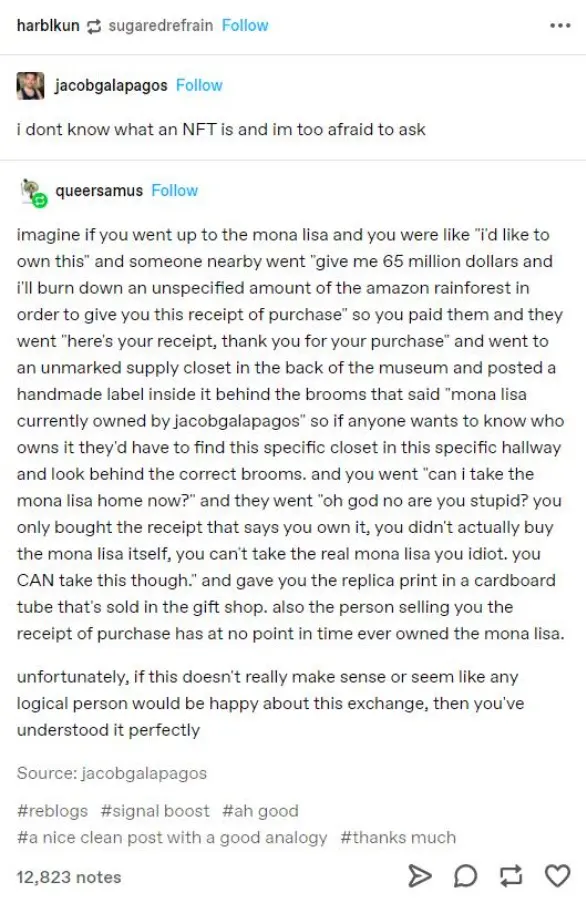 harblkun sugaredrefrain Follow
jacobgalapagos Follow
i dont know what an NFT is and im too afraid to ask
queersamus Follow
imagine if you went up to the mona lisa and you were like "i'd like to
own this" and someone nearby went "give me 65 million dollars and
i'll burn down an unspecified amount of the amazon rainforest in
order to give you this receipt of purchase" so you paid them and they
went "here's your receipt, thank you for your purchase" and went to
an unmarked supply closet in the back of the museum and posted a
handmade label inside it behind the brooms that said "mona lisa
currently owned by jacobgalapagos" so if anyone wants to know who
owns it they'd have to find this specific closet in this specific hallway
and look behind the correct brooms. and you went "can i take the
mona lisa home now?" and they went "oh god no are you stupid? you
only bought the receipt that says you own it, you didn't actually buy
the mona lisa itself, you can't take the real mona lisa you idiot. you
CAN take this though." and gave you the replica print in a cardboard
tube that's sold in the gift shop. also the person selling you the
receipt of purchase has at no point in time ever owned the mona lisa.
unfortunately, if this doesn't really make sense or seem like any
logical person would be happy about this exchange, then you've
understood it perfectly
Source: jacobgalapagos
#reblogs #signal boost #ah good
#a nice clean post with a good analogy #thanks much
12,823 notes